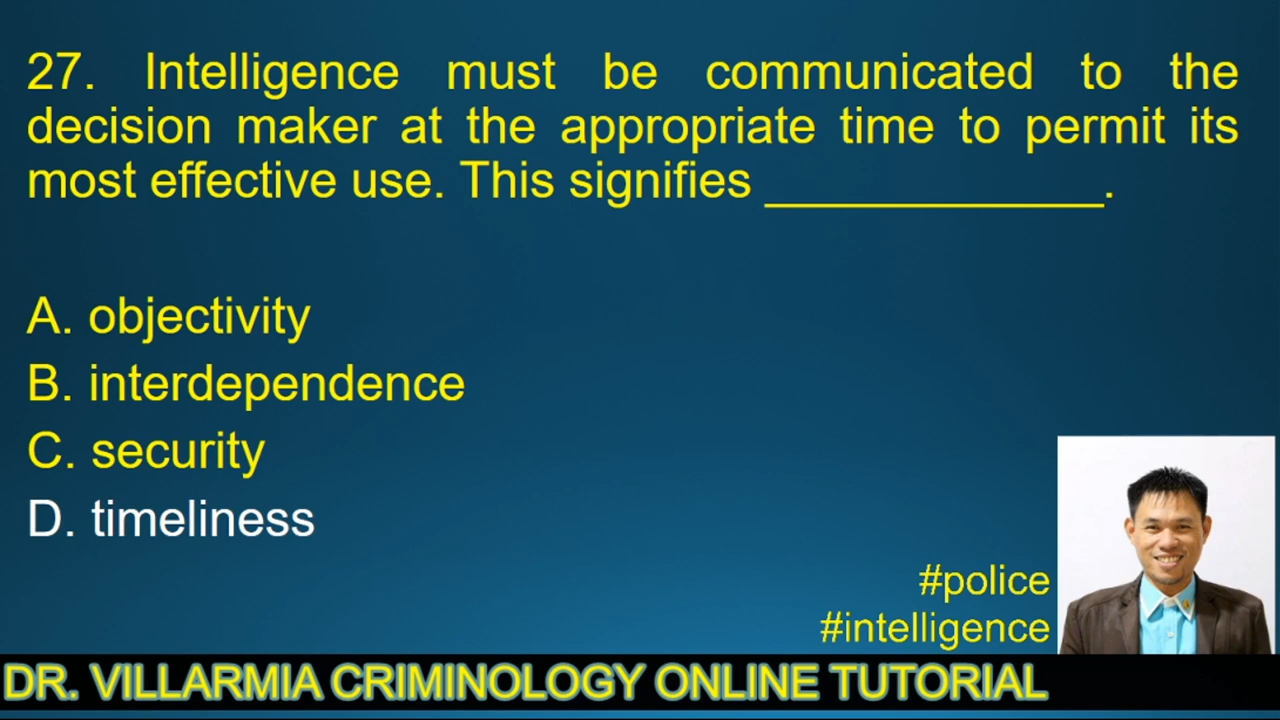 27. Intelligence must be communicated to the
decision maker at the appropriate time to permit its
most effective use. This signifies _____________.
A. objectivity
B. interdependence
C. security
D. timeliness
#police
#intelligence
DR. VILLARMIA CRIMINOLOGY ONLINE TUTORIAL